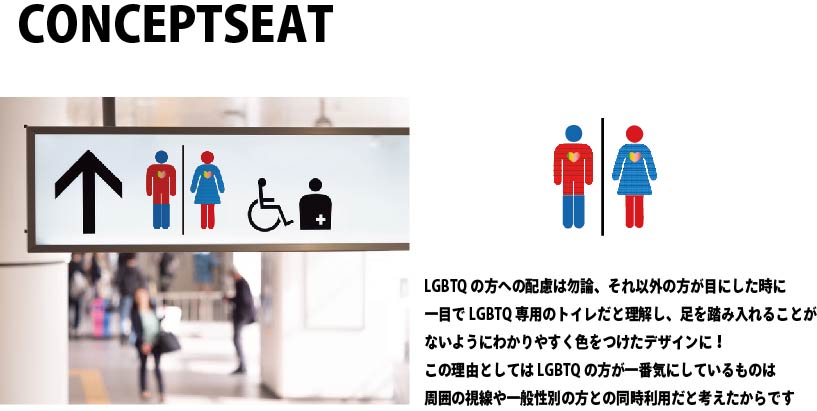 CONCEPTSEAT
LGBTQ の方への配慮は勿論、それ以外の方が目にした時に
一目で LGBTQ 専用のトイレだと理解し、足を踏み入れることが
ないようにわかりやすく色をつけたデザインに！
この理由としては LGBTQ の方が一番気にしているものは
周囲の視線や一般性別の方との同時利用だと考えたからです